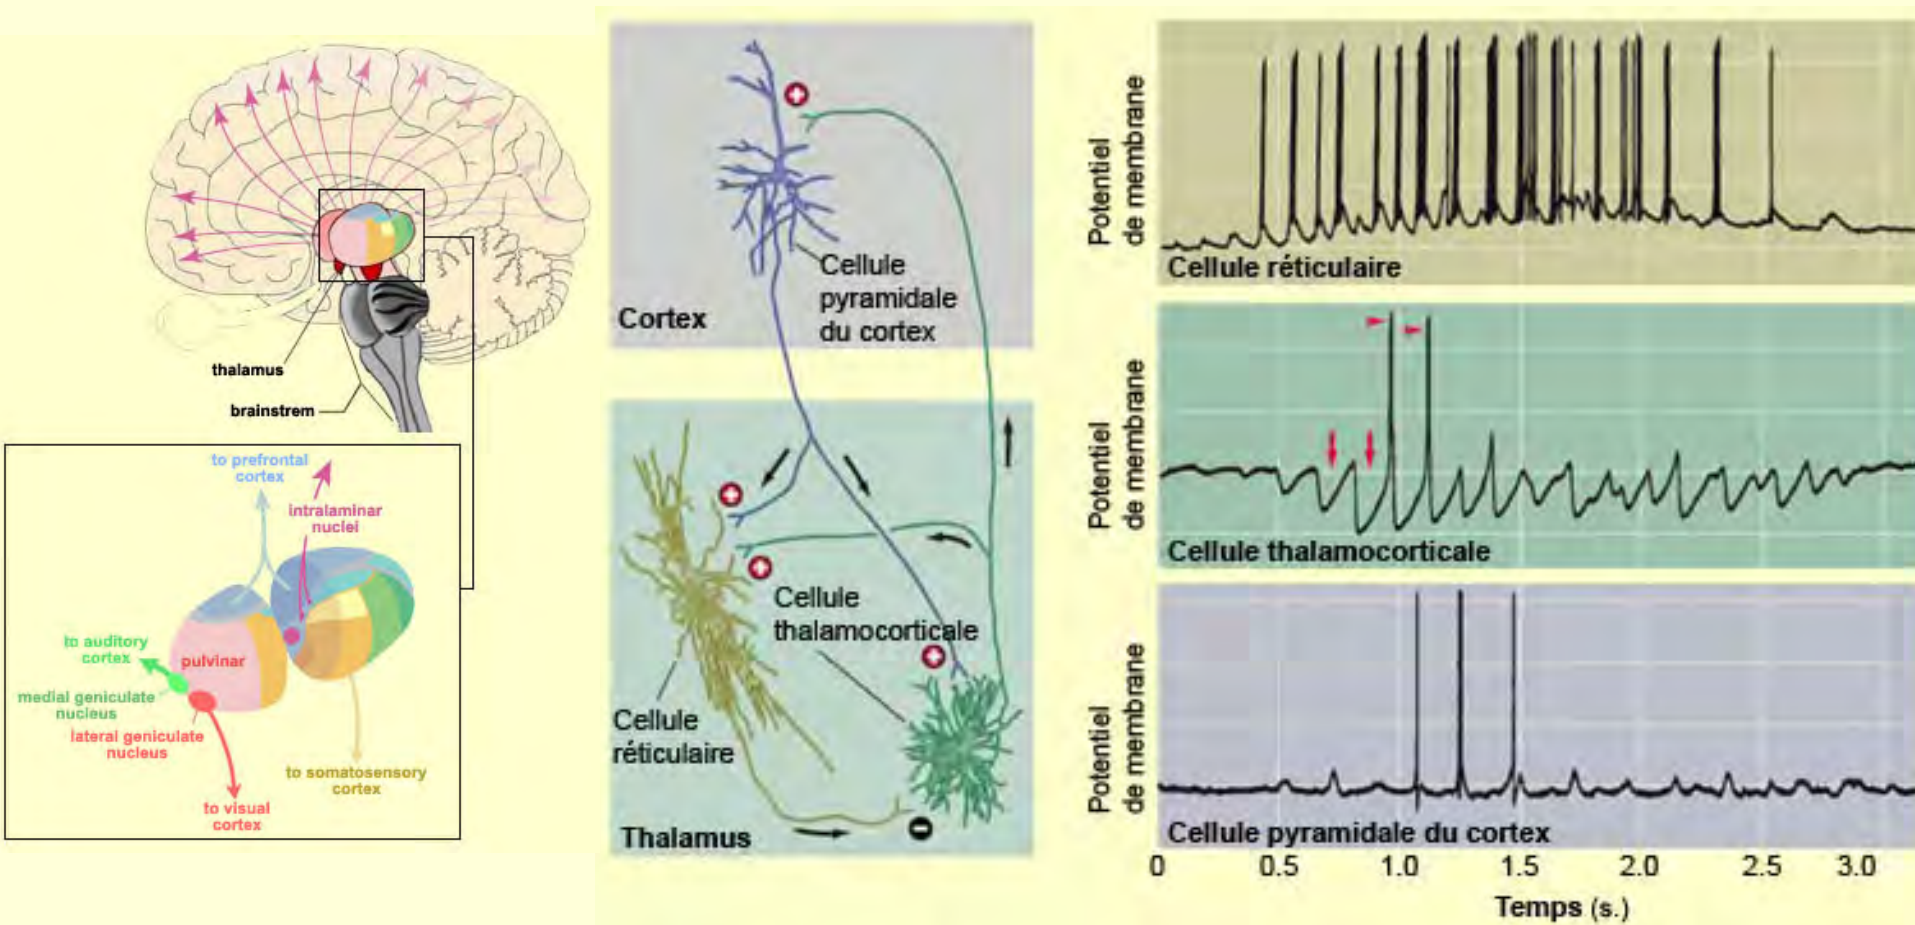 thalamus
brainstrem
to prefrontal
cortex
intralaminar
nuclei
to auditory
cortex
pulvinar
medial geniculate
nucleus
lateral geniculate
nucleus
to somatosensory
cortex
to visual
cortex
Cellule
pyramidale
du cortex
Cortex
Cellule
thalamocorticale
Cellule
réticulaire
Thalamus
Potentiel
de membrane
Cellule réticulaire
Potentiel
de membrane
Cellule thalamocorticale
Potentiel
de membrane
Cellule pyramidale du cortex
0 0.5 1.0 1.5 2.0 2.5 3.0
Temps (s.)